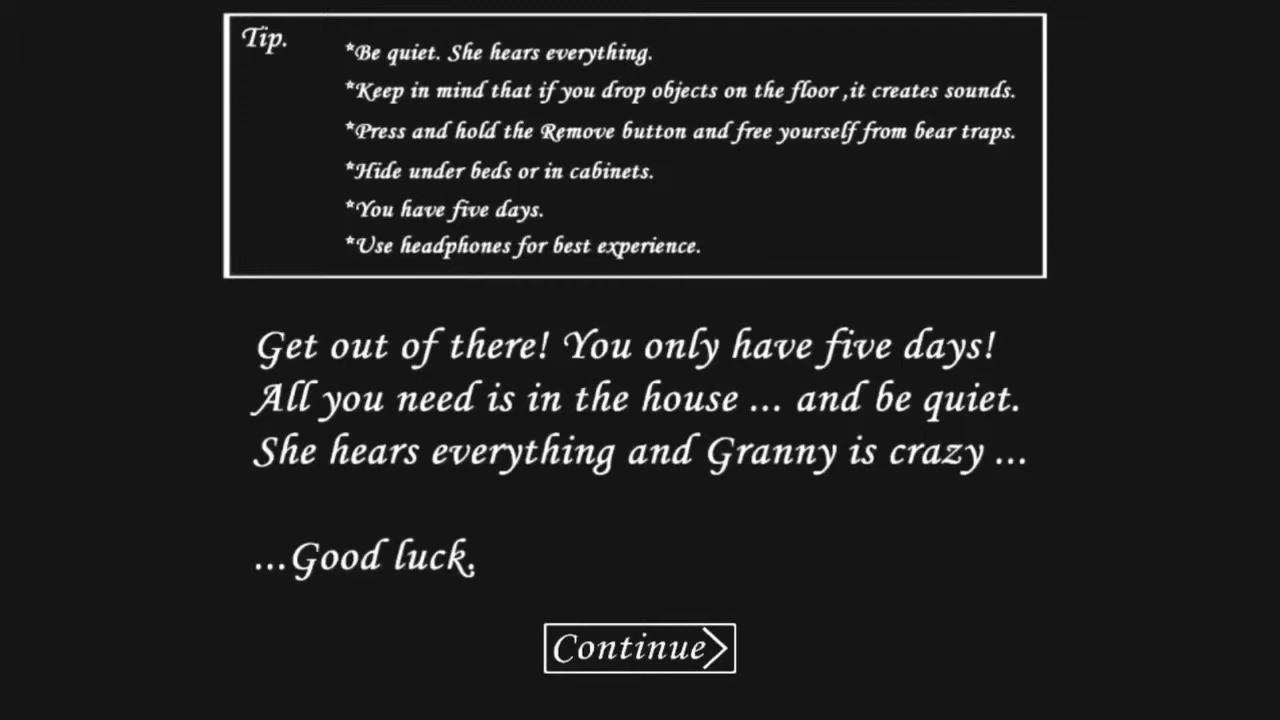 Tip.
*Be quiet. She hears everything.
*Keep in mind that if you drop objects on the floor ,it creates sounds.
*Press and hold the Remove button and free yourself from bear traps.
*Hide under beds or in cabinets.
*You have five days.
*Use headphones for best experience.
Get out of there! You only have five days!
All you need is in the house ... and be quiet.
She hears everything and Granny is crazy ...
...Good luck.
Continue>